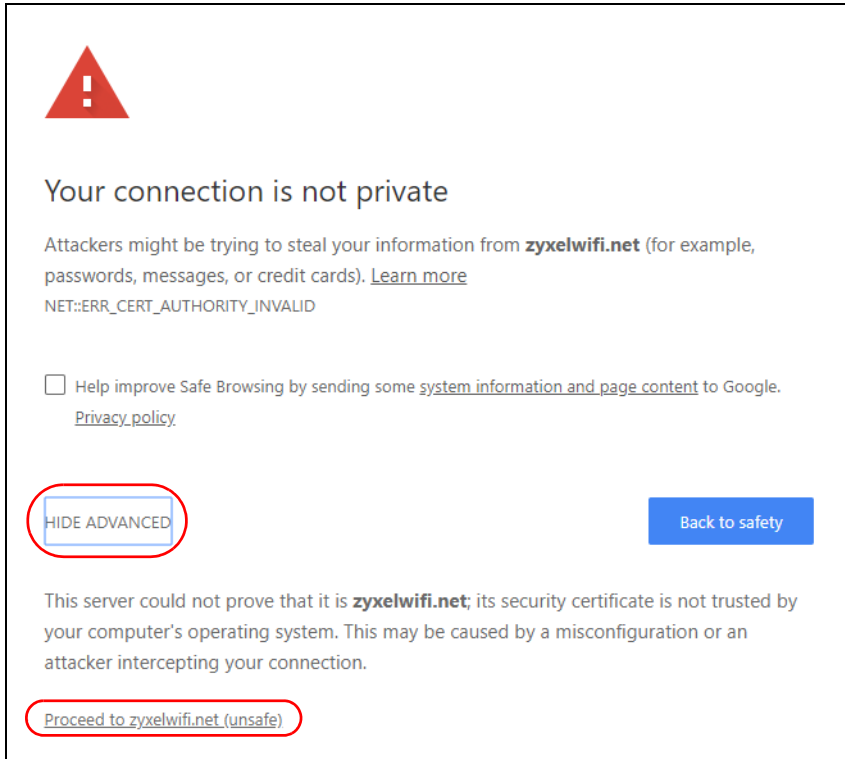 Your connection is not private
Attackers might be trying to steal your information from zyxelwifi.net (for example,
passwords, messages, or credit cards). Learn more
NET::ERR_CERT_AUTHORITY_INVALID
Help improve Safe Browsing by sending some system information and page content to Google.
Privacy policy
HIDE ADVANCED
Back to safety
This server could not prove that it is zyxelwifi.net; its security certificate is not trusted by
your computer's operating system. This may be caused by a misconfiguration or an
attacker intercepting your connection.
Proceed to zyxelwifi.net (unsafe)